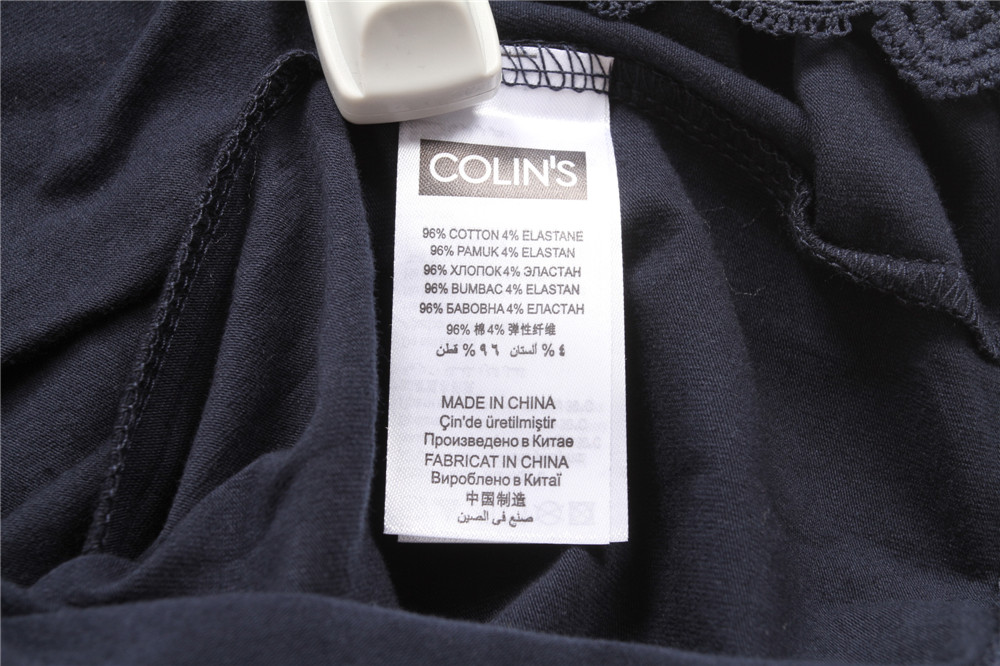 COLIN'S
96% COTTON 4% ELASTANE
96% PAMUK 4% ELASTAN
96% ХЛОПОК 4% ЭЛАСТАН
96% BUMBAC 4% ELASTAN
96% БАВОВНА 4% ЕЛАСТАН
96% 棉 4% 弹性纤维
٤ % ألستان ٩٦ % قطن
MADE IN CHINA
Çin'de üretilmiştir
Произведено в Китае
FABRICAT IN CHINA
Вироблено в Китаї
中国制造
صنع في الصين